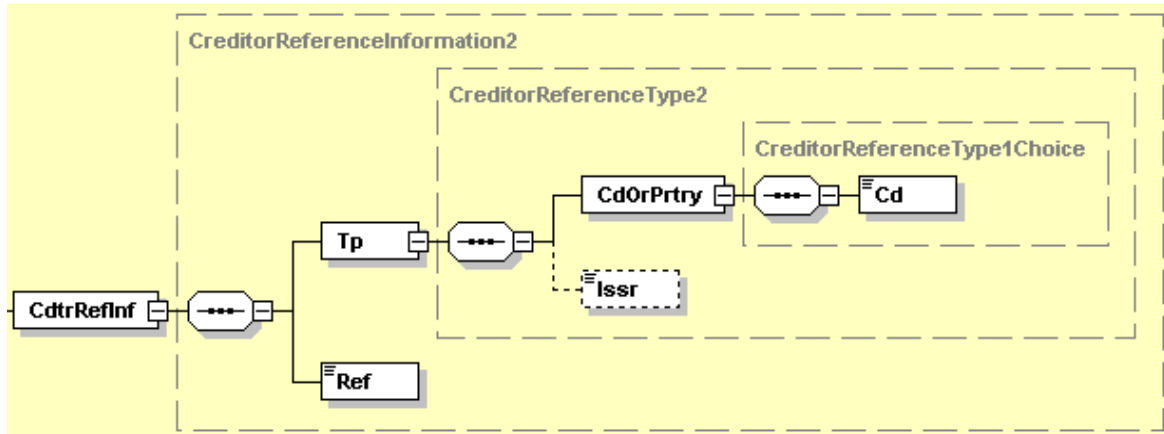 CreditorReferenceInformation2
CreditorReferenceType2
CreditorReferenceType1Choice
CdOrPrtry
Cd
Tp
Issr
CdtrRefInf
Ref